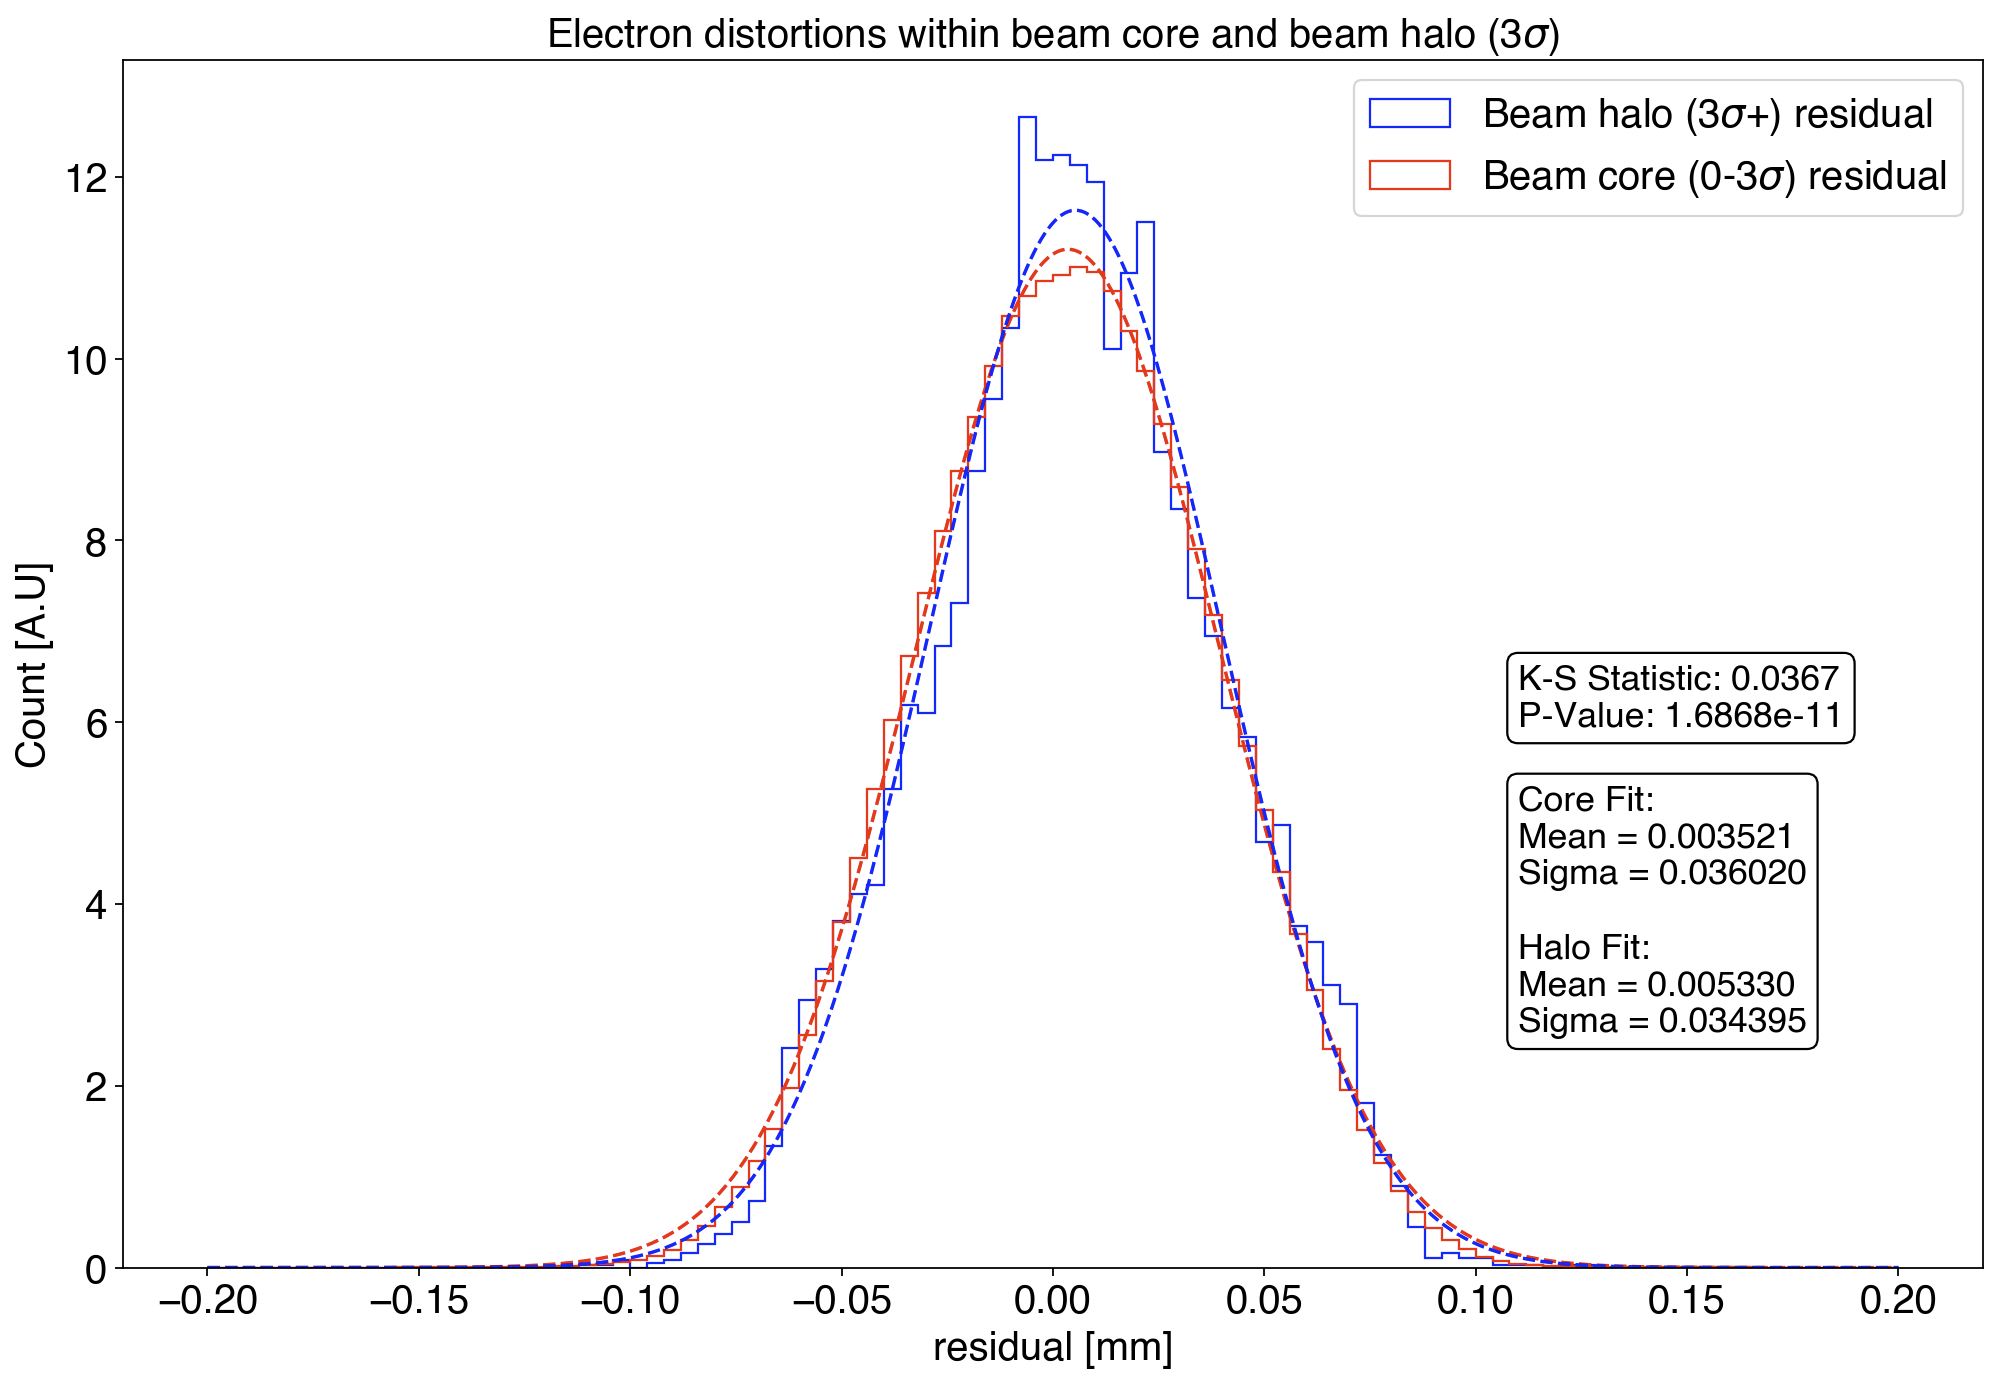 Electron distortions within beam core and beam halo (3σ)
Beam halo (3σ+) residual
Beam core (0-3σ) residual
Count [A.U]
12
10
8
6
4
2
0
K-S Statistic: 0.0367
P-Value: 1.6868e-11
Core Fit:
Mean = 0.003521
Sigma = 0.036020
Halo Fit:
Mean = 0.005330
Sigma = 0.034395
−0.20 −0.15 −0.10 −0.05 0.00 0.05 0.10 0.15 0.20
residual [mm]